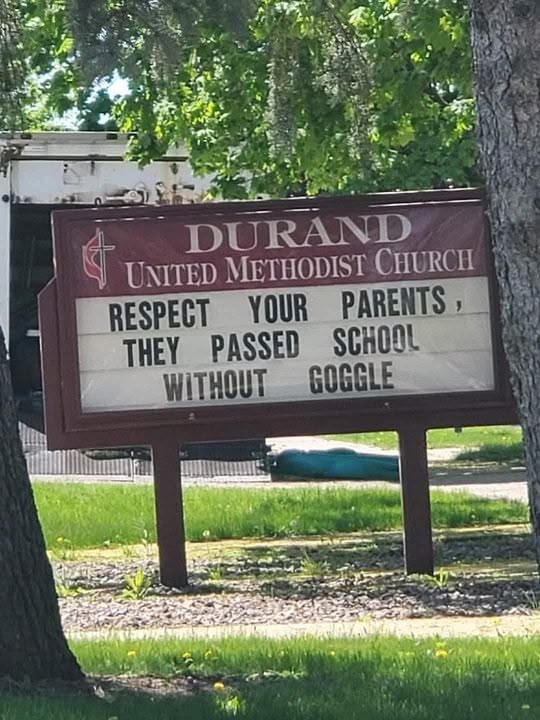 DURAND
UNITED METHODIST CHURCH
RESPECT YOUR PARENTS,
THEY PASSED SCHOOL
WITHOUT GOGGLE